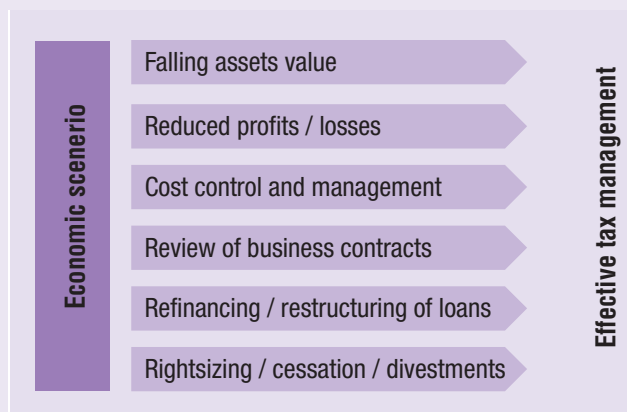 Economic scenerio
Falling assets value
Reduced profits / losses
Cost control and management
Review of business contracts
Refinancing / restructuring of loans
Rightsizing / cessation / divestments
Effective tax management